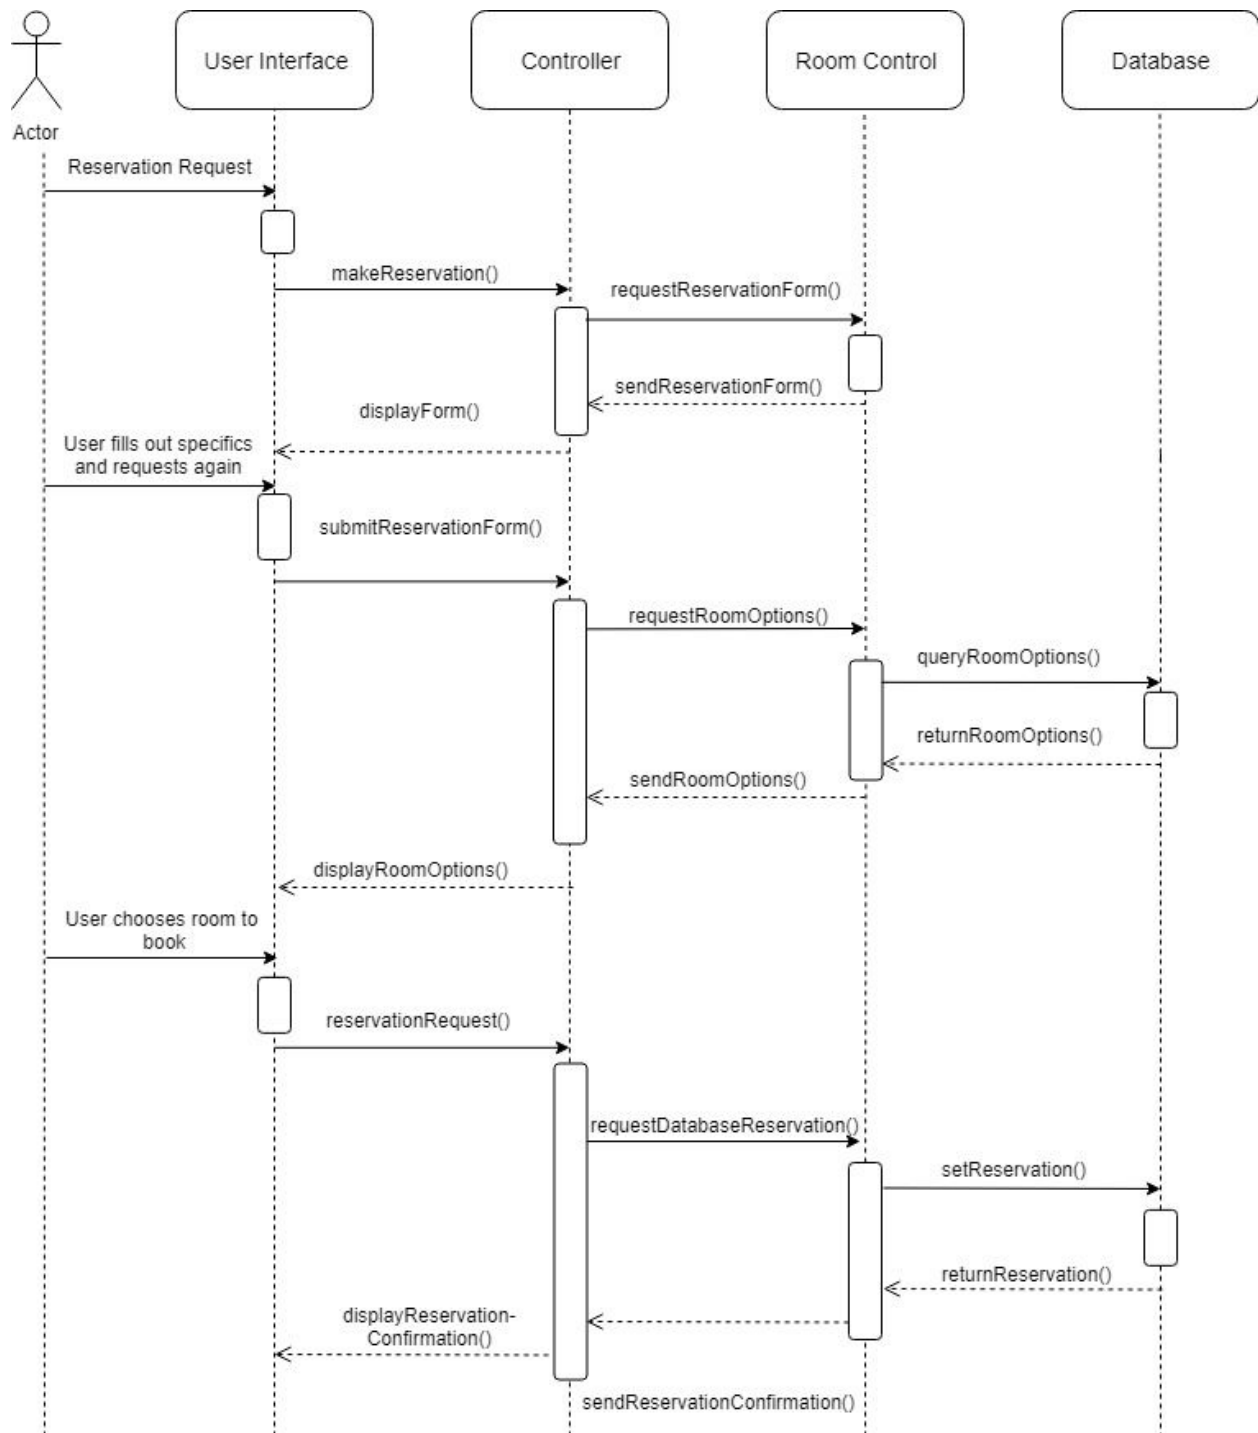 User Interface
Controller
Room Control
Database
Actor
Reservation Request
makeReservation()
requestReservationForm()
sendReservationForm()
displayForm()
User fills out specifics
and requests again
submitReservationForm()
requestRoomOptions()
queryRoomOptions()
returnRoomOptions()
sendRoomOptions()
displayRoomOptions()
User chooses room to
book
reservationRequest()
requestDatabaseReservation()
setReservation()
returnReservation()
displayReservation-
Confirmation()
sendReservationConfirmation()